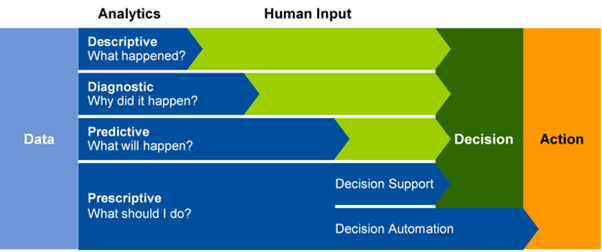 Analytics
Human Input
Descriptive
What happened?
Diagnostic
Why did it happen?
Predictive
What will happen?
Prescriptive
What should I do?
Decision Support
Decision Automation
Data
Decision
Action